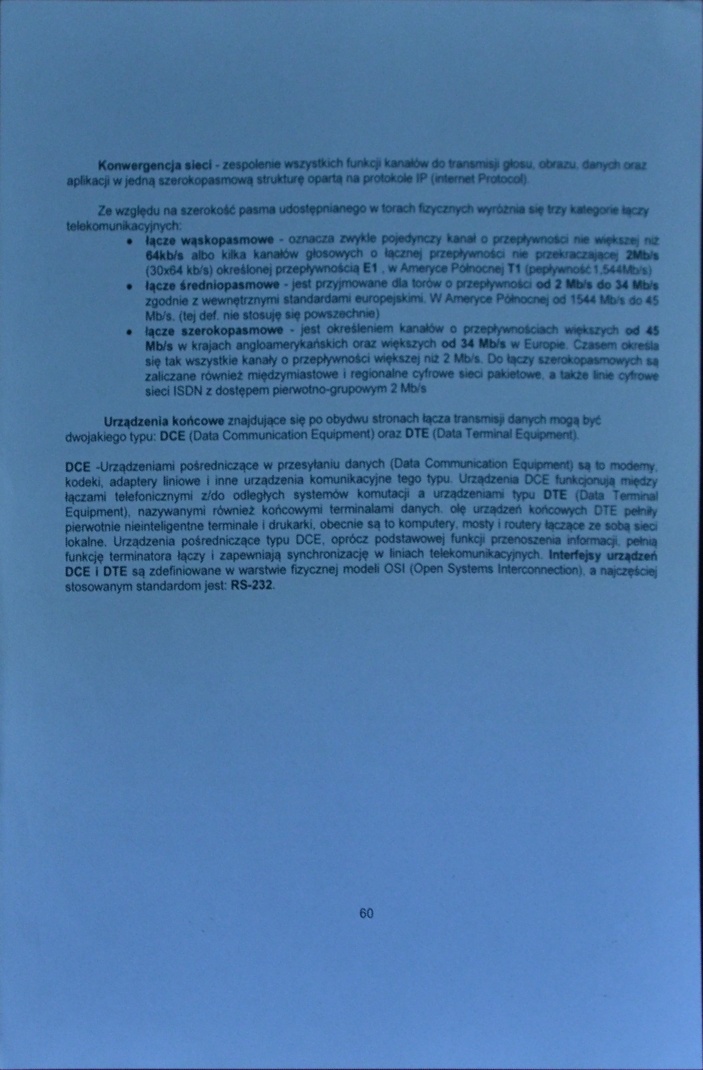 Konwergencja sieci - zespolenie wszystkich funkcji kanałów do transmisji głosu, obrazu, danych oraz
aplikacji w jedną szerokopasmową strukturę opartą na protokole IP (internet Protocol).
Ze względu na szerokość pasma udostępnianego w torach fizycznych wyróżnia się trzy kategorie łączy
telekomunikacyjnych:
• łącze wąskopasmowe - oznacza zwykle pojedynczy kanał o przepływności nie większej niż
64kb/s albo kilka kanałów głosowych o łącznej przepływności nie przekraczającej 2Mb/s
(30x64 kb/s) określonej przepływnością E1 , w Ameryce Północnej T1 (pepływność 1,544Mb/s)
• łącze średniopasmowe - jest przyjmowane dla torów o przepływności od 2 Mb/s do 34 Mb/s
zgodnie z wewnętrznymi standardami europejskimi. W Ameryce Północnej od 1544 Mb/s do 45
Mb/s. (tej def. nie stosuję się powszechnie)
• łącze szerokopasmowe - jest określeniem kanałów o przepływnościach większych od 45
Mb/s w krajach angloamerykańskich oraz większych od 34 Mb/s w Europie. Czasem określa
się tak wszystkie kanały o przepływności większej niż 2 Mb/s. Do łączy szerokopasmowych są
zaliczane również międzymiastowe i regionalne cyfrowe sieci pakietowe, a także linie cyfrowe
sieci ISDN z dostępem pierwotno-grupowym 2 Mb/s
Urządzenia końcowe znajdujące się po obydwu stronach łącza transmisji danych mogą być
dwojakiego typu: DCE (Data Communication Equipment) oraz DTE (Data Terminal Equipment).
DCE -Urządzeniami pośredniczące w przesyłaniu danych (Data Communication Equipment) są to modemy,
kodeki, adaptery liniowe i inne urządzenia komunikacyjne tego typu. Urządzenia DCE funkcjonują między
łączami telefonicznymi z/do odległych systemów komutacji a urządzeniami typu DTE (Data Terminal
Equipment), nazywanymi również końcowymi terminalami danych. olę urządzeń końcowych DTE pełniły
pierwotnie nieinteligentne terminale i drukarki, obecnie są to komputery, mosty i routery łączące ze sobą sieci
lokalne. Urządzenia pośredniczące typu DCE, oprócz podstawowej funkcji przenoszenia informacji, pełnią
funkcję terminatora łączy i zapewniają synchronizację w liniach telekomunikacyjnych. Interfejsy urządzeń
DCE i DTE są zdefiniowane w warstwie fizycznej modeli OSI (Open Systems Interconnection), a najczęściej
stosowanym standardom jest: RS-232.
60